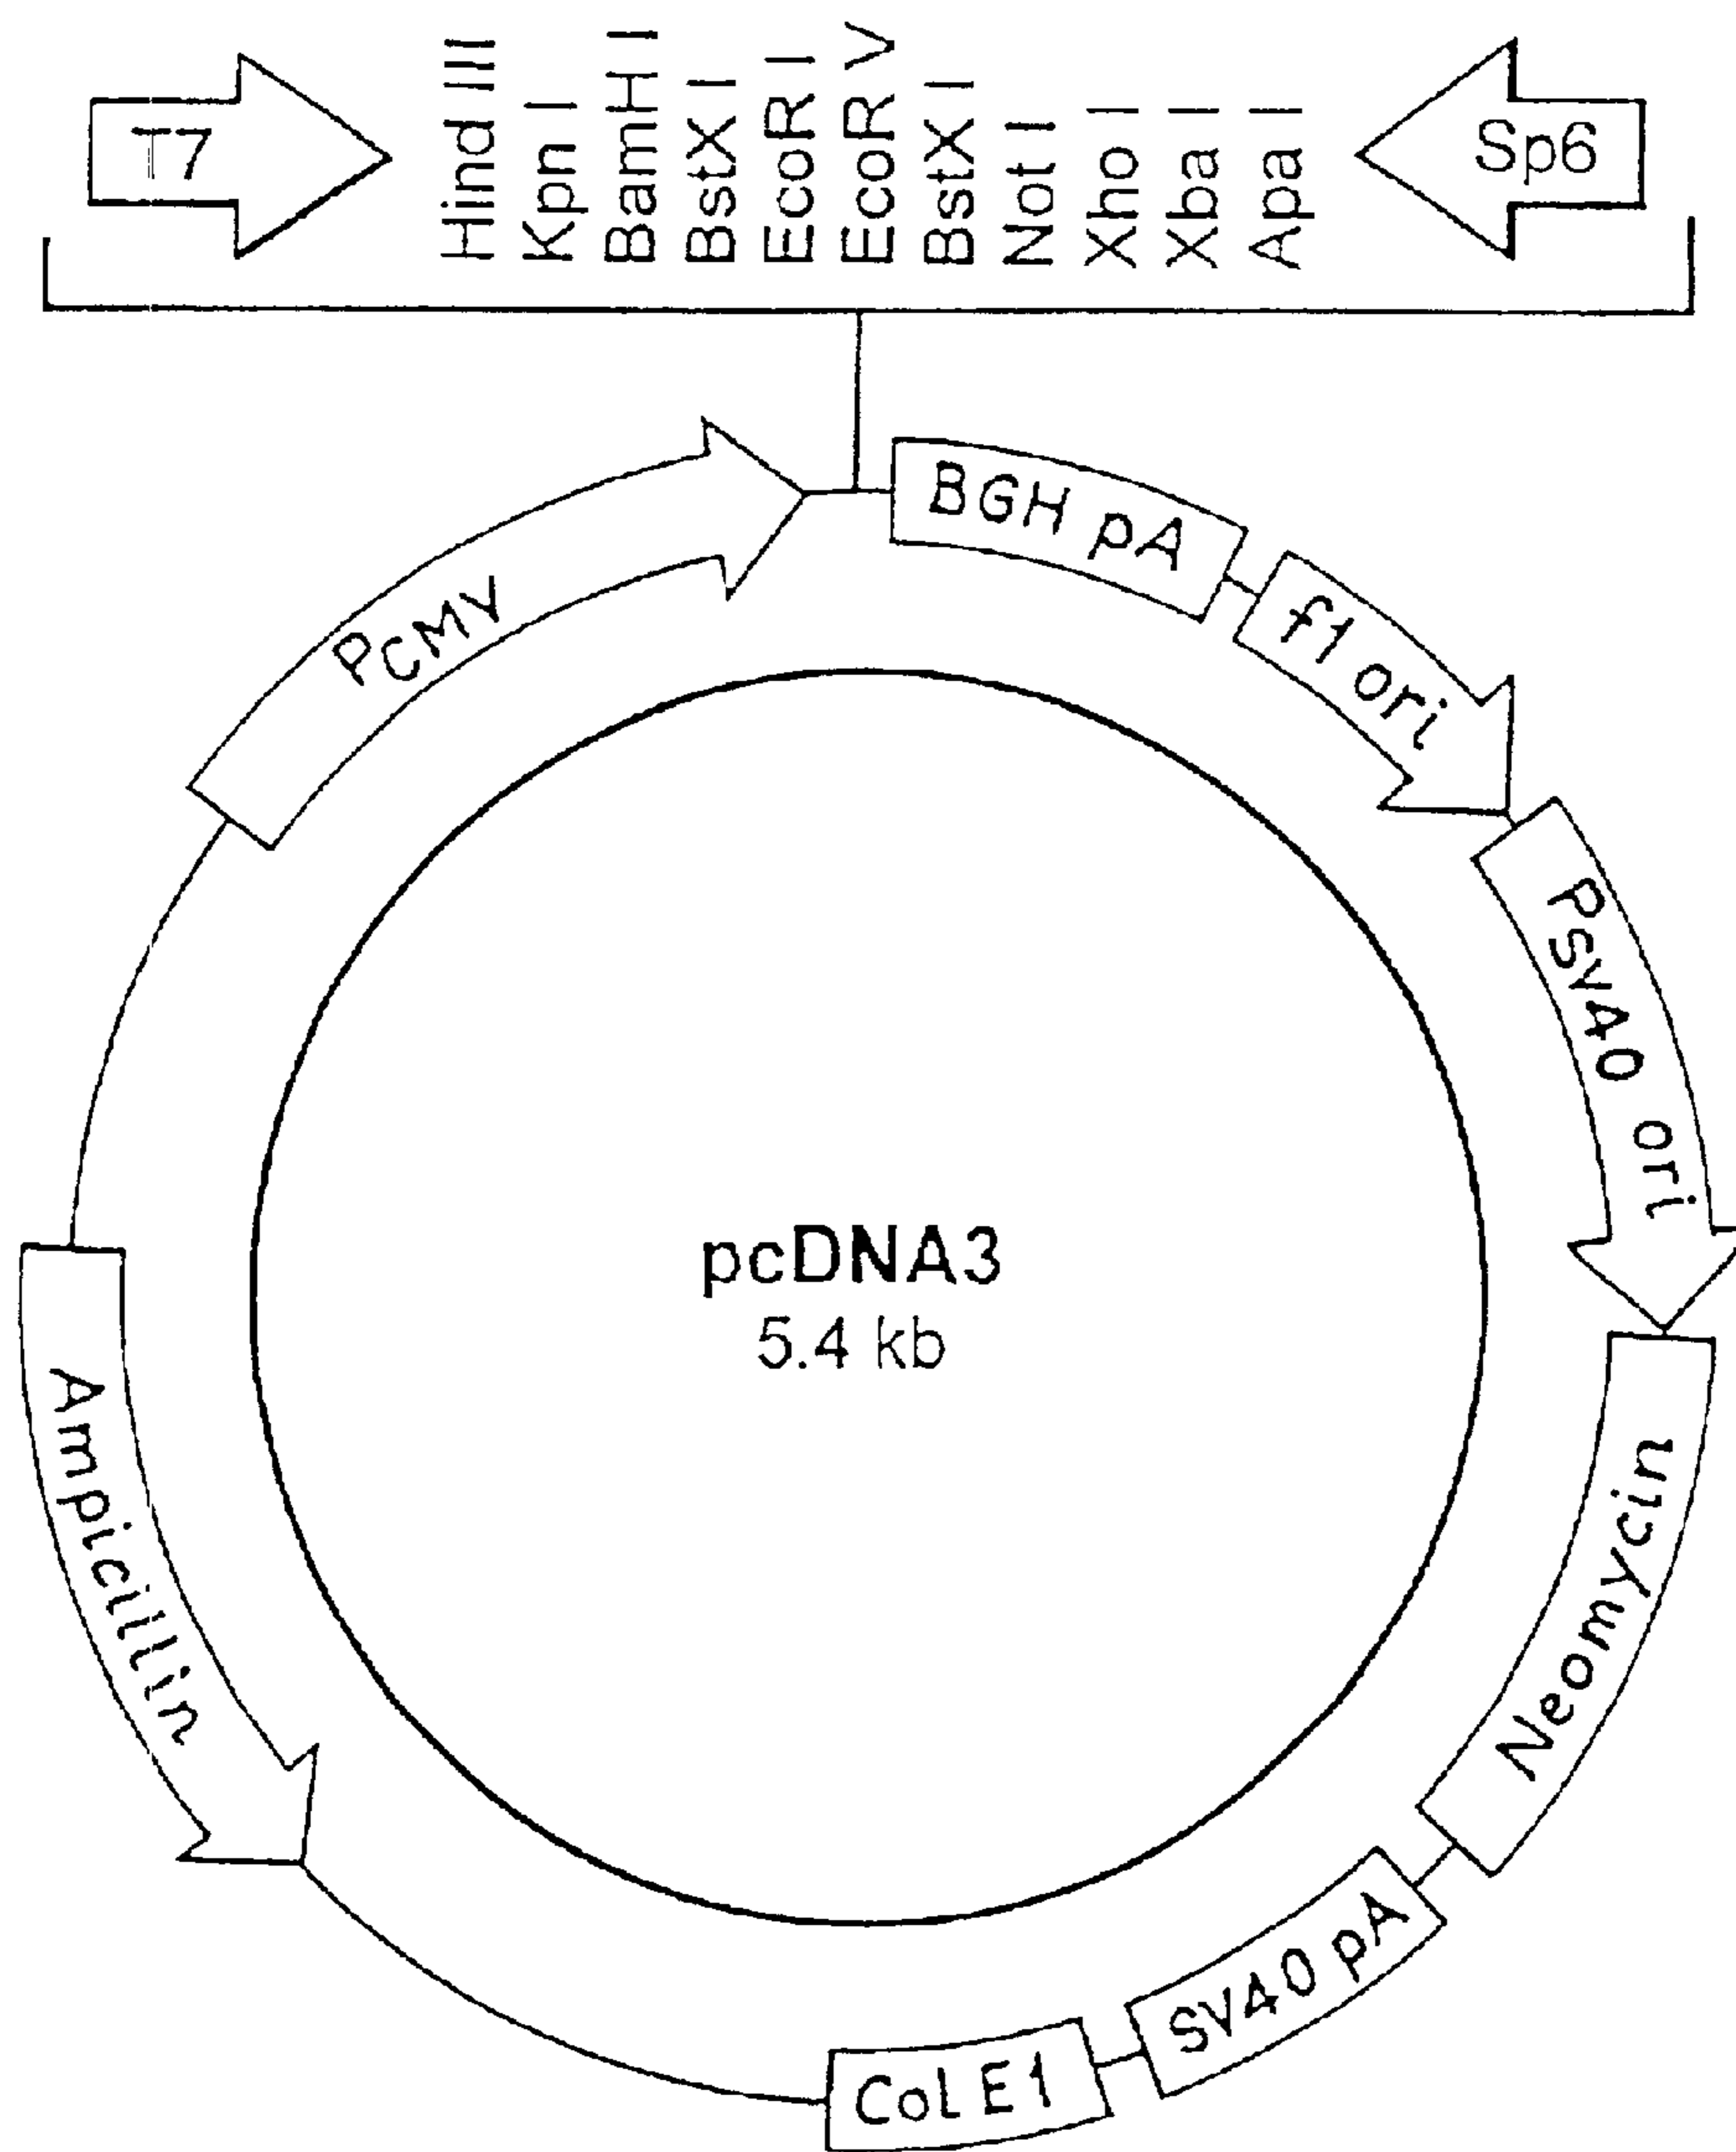 T7
Hind III
Kpn I
BamH I
BstX I
EcoR I
EcoR V
BstX I
Not I
Xho I
Xba I
Apa I
Sp6
PCMV
BGH pA
f1 ori
PSV40 ori
Neomycin
SV40 pA
ColE1
Ampicillin
pcDNA3
5.4 kb